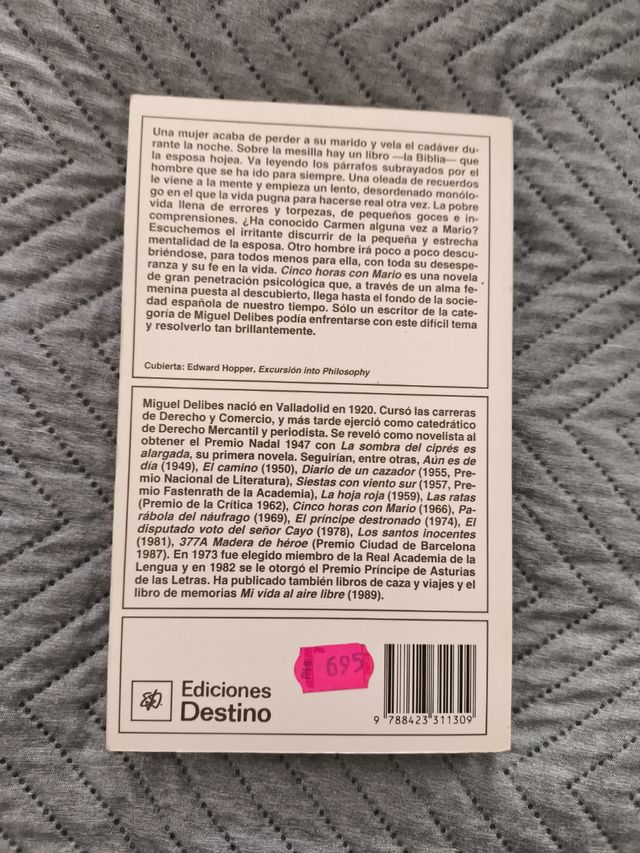 Una mujer acaba de perder a su marido y vela el cadáver du-
rante la noche. Sobre la mesilla hay un libro —la Biblia— que
la esposa hojea. Va leyendo los párrafos subrayados por el
hombre que se ha ido para siempre. Una oleada de recuerdos
le viene a la mente y empieza un lento, desordenado monólo-
go en el que la vida pugna para hacerse real otra vez. La pobre
vida llena de errores y torpezas, de pequeños goces e in-
comprensiones. ¿Ha conocido Carmen alguna vez a Mario?
Escuchemos el irritante discurrir de la pequeña y estrecha
mentalidad de la esposa. Otro hombre irá poco a poco descu-
briéndose, para todos menos para ella, con toda su desespe-
ranza y su fe en la vida. Cinco horas con Mario es una novela
de gran penetración psicológica que, a través de un alma fe-
menina puesta al descubierto, llega hasta el fondo de la socie-
dad española de nuestro tiempo. Sólo un escritor de la cate-
goría de Miguel Delibes podía enfrentarse con este difícil tema
y resolverlo tan brillantemente.
Cubierta: Edward Hopper, Excursión into Philosophy
Miguel Delibes nació en Valladolid en 1920. Cursó las carreras
de Derecho y Comercio, y más tarde ejerció como catedrático
de Derecho Mercantil y periodista. Se reveló como novelista al
obtener el Premio Nadal 1947 con La sombra del ciprés es
alargada, su primera novela. Seguirían, entre otras, Aún es de
día (1949), El camino (1950), Diario de un cazador (1955, Pre-
mio Nacional de Literatura), Siestas con viento sur (1957, Pre-
mio Fastenrath de la Academia), La hoja roja (1959), Las ratas
(Premio de la Crítica 1962), Cinco horas con Mario (1966), Pa-
rábola del náufrago (1969), El príncipe destronado (1974), El
disputado voto del señor Cayo (1978), Los santos inocentes
(1981), 377A Madera de héroe (Premio Ciudad de Barcelona
1987). En 1973 fue elegido miembro de la Real Academia de la
Lengua y en 1982 se le otorgó el Premio Príncipe de Asturias
de las Letras. Ha publicado también libros de caza y viajes y el
libro de memorias Mi vida al aire libre (1989).
695
Ediciones
Destino
9 788423 311309